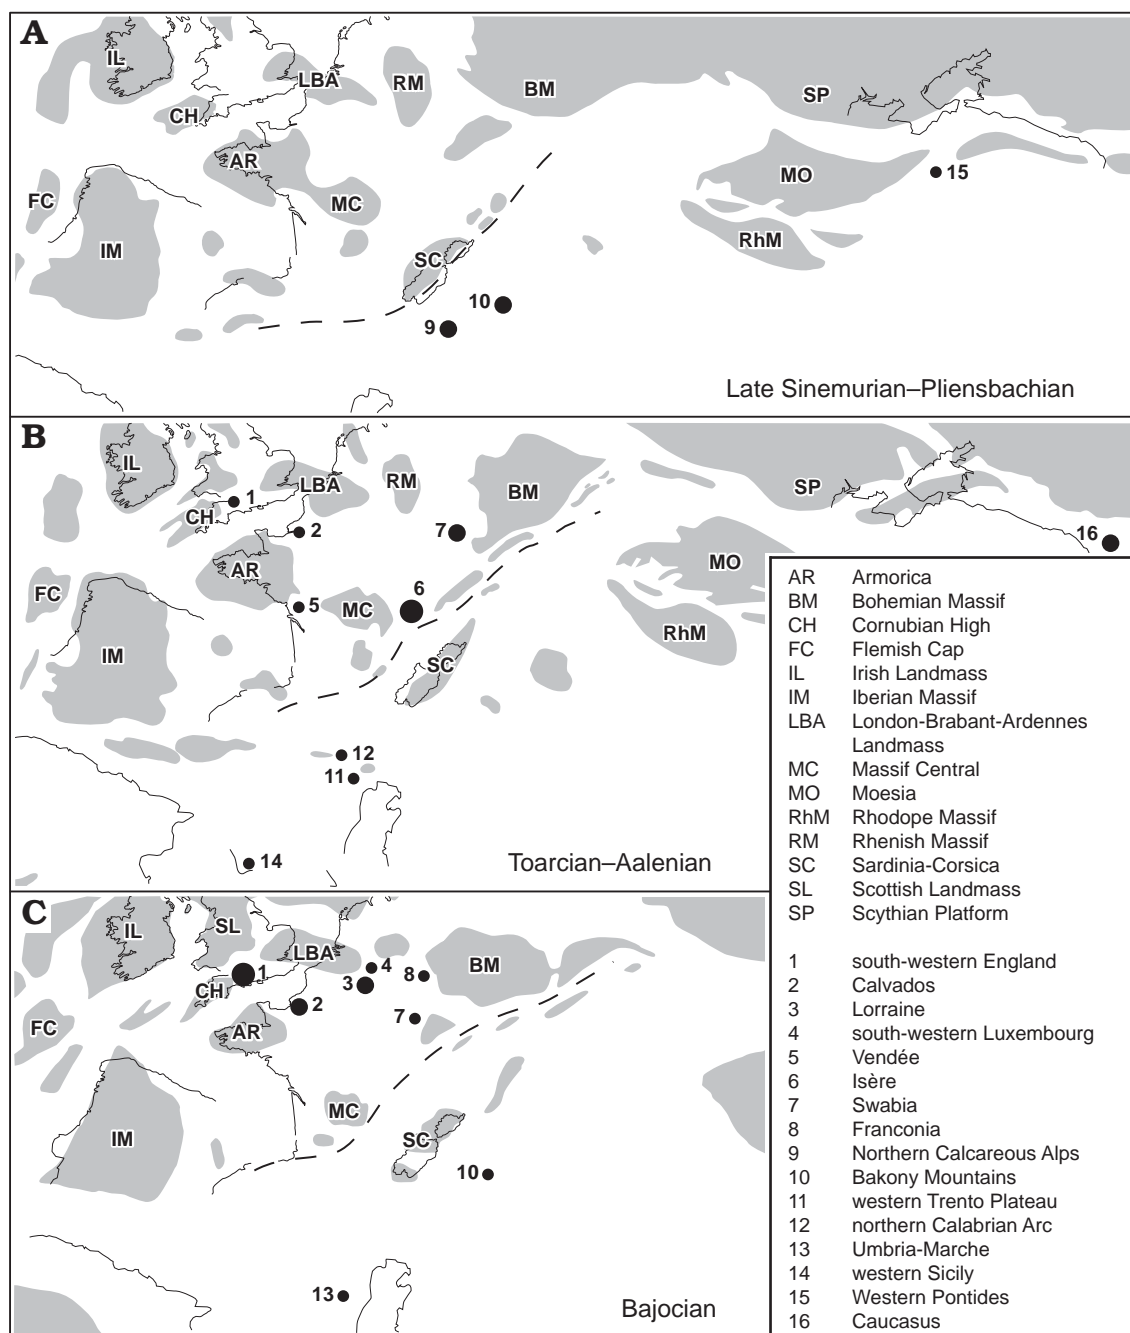 A
IL
LBA
RM
BM
SP
CH
AR
MO
15
FC
MC
IM
RhM
SC
10
9
Late Sinemurian–Pliensbachian
B
IL
LBA
RM
BM
SP
1
CH
2
7
16
AR
MO
FC
5
MC
6
IM
RhM
SC
12
11
14
Toarcian–Aalenian
C
IL
SL
LBA
BM
1
4
3
8
CH
2
7
FC
AR
MC
IM
SC
10
13
Bajocian
AR Armorica
BM Bohemian Massif
CH Cornubian High
FC Flemish Cap
IL Irish Landmass
IM Iberian Massif
LBA London-Brabant-Ardennes
Landmass
MC Massif Central
MO Moesia
RhM Rhodope Massif
RM Rhenish Massif
SC Sardinia-Corsica
SL Scottish Landmass
SP Scythian Platform
1 south-western England
2 Calvados
3 Lorraine
4 south-western Luxembourg
5 Vendée
6 Isère
7 Swabia
8 Franconia
9 Northern Calcareous Alps
10 Bakony Mountains
11 western Trento Plateau
12 northern Calabrian Arc
13 Umbria-Marche
14 western Sicily
15 Western Pontides
16 Caucasus